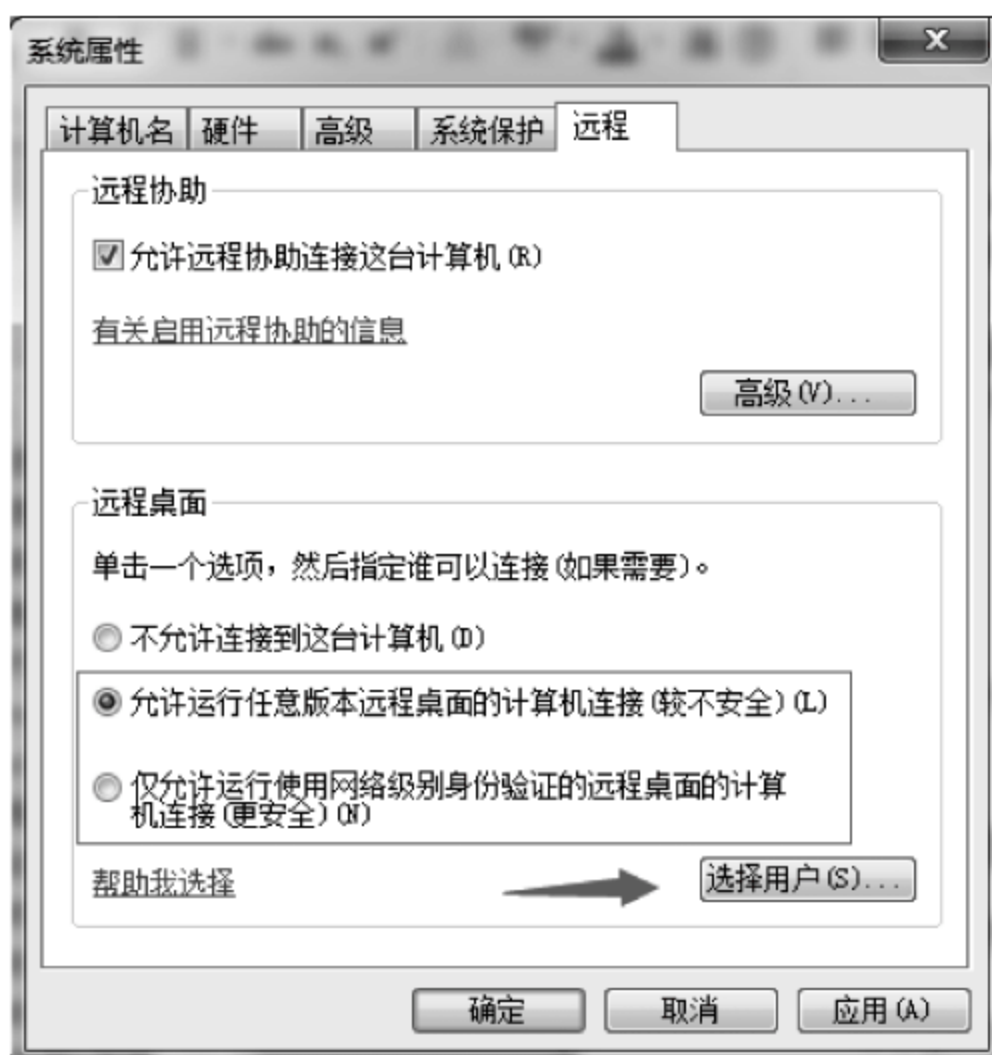 系统属性
计算机名 硬件 高级 系统保护 远程
远程协助
允许远程协助连接这台计算机(R)
有关启用远程协助的信息
高级(V)...
远程桌面
单击一个选项，然后指定谁可以连接(如果需要)。
不允许连接到这台计算机(D)
允许运行任意版本远程桌面的计算机连接(较不安全)(L)
仅允许运行使用网络级别身份验证的远程桌面的计算
机连接(更安全)(N)
帮助我选择
选择用户(S)...
确定 取消 应用(A)